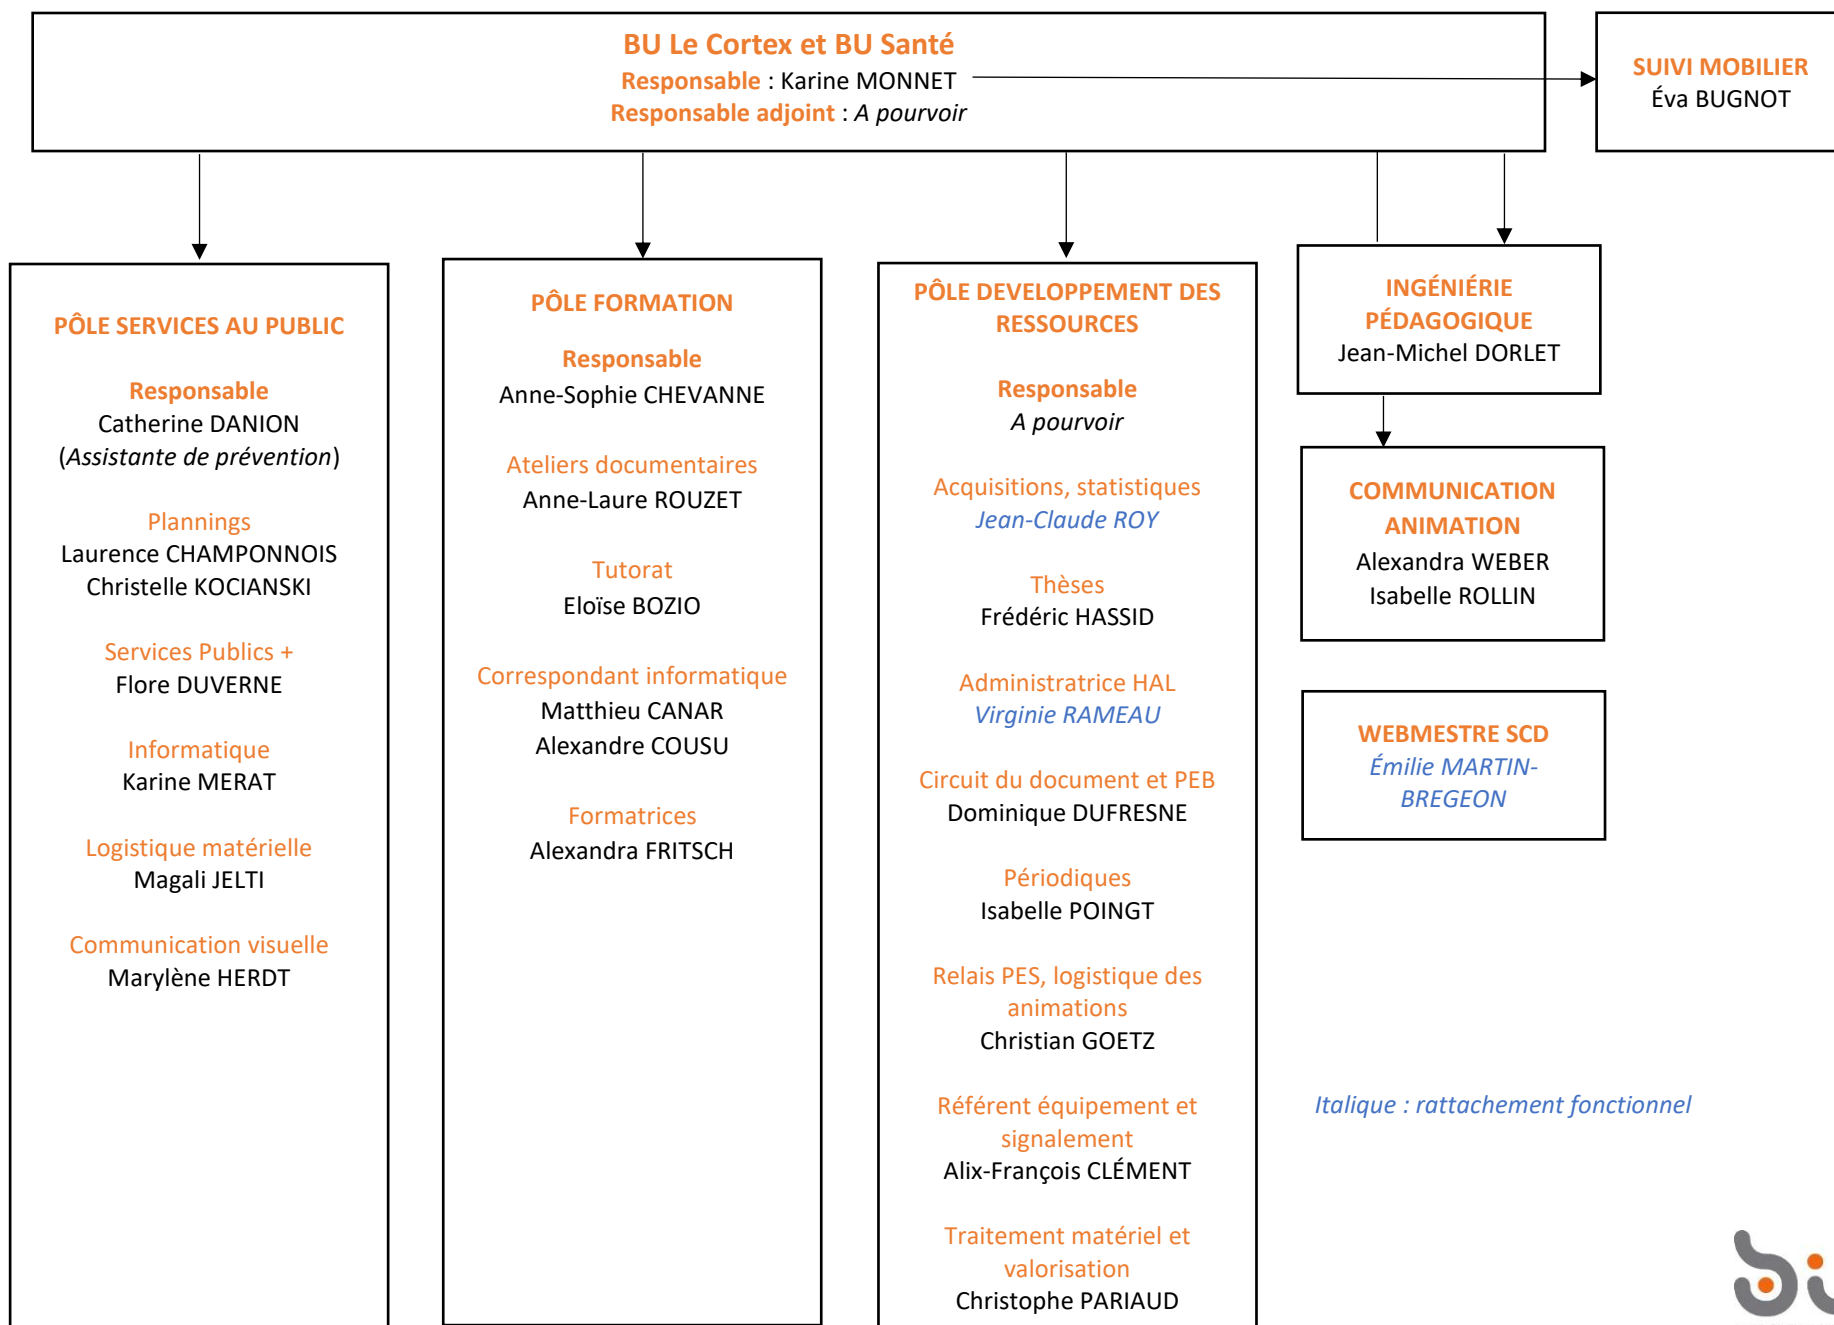 BU Le Cortex et BU Santé
Responsable : Karine MONNET
Responsable adjoint : A pourvoir
SUIVI MOBILIER
Éva BUGNOT
PÔLE SERVICES AU PUBLIC
Responsable
Catherine DANION
(Assistante de prévention)
Plannings
Laurence CHAMPONNOIS
Christelle KOCIANSKI
Services Publics +
Flore DUVERNE
Informatique
Karine MERAT
Logistique matérielle
Magali JELTI
Communication visuelle
Marylène HERDT
PÔLE FORMATION
Responsable
Anne-Sophie CHEVANNE
Ateliers documentaires
Anne-Laure ROUZET
Tutorat
Eloïse BOZIO
Correspondant informatique
Matthieu CANAR
Alexandre COUSU
Formatrices
Alexandra FRITSCH
PÔLE DEVELOPPEMENT DES
RESSOURCES
Responsable
A pourvoir
Acquisitions, statistiques
Jean-Claude ROY
Thèses
Frédéric HASSID
Administratrice HAL
Virginie RAMEAU
Circuit du document et PEB
Dominique DUFRESNE
Périodiques
Isabelle POINGT
Relais PES, logistique des
animations
Christian GOETZ
Référent équipement et
signalement
Alix-François CLÉMENT
Traitement matériel et
valorisation
Christophe PARIAUD
INGÉNIÉRIE
PÉDAGOGIQUE
Jean-Michel DORLET
COMMUNICATION
ANIMATION
Alexandra WEBER
Isabelle ROLLIN
WEBMESTRE SCD
Émilie MARTIN-
BREGEON
Italique : rattachement fonctionnel